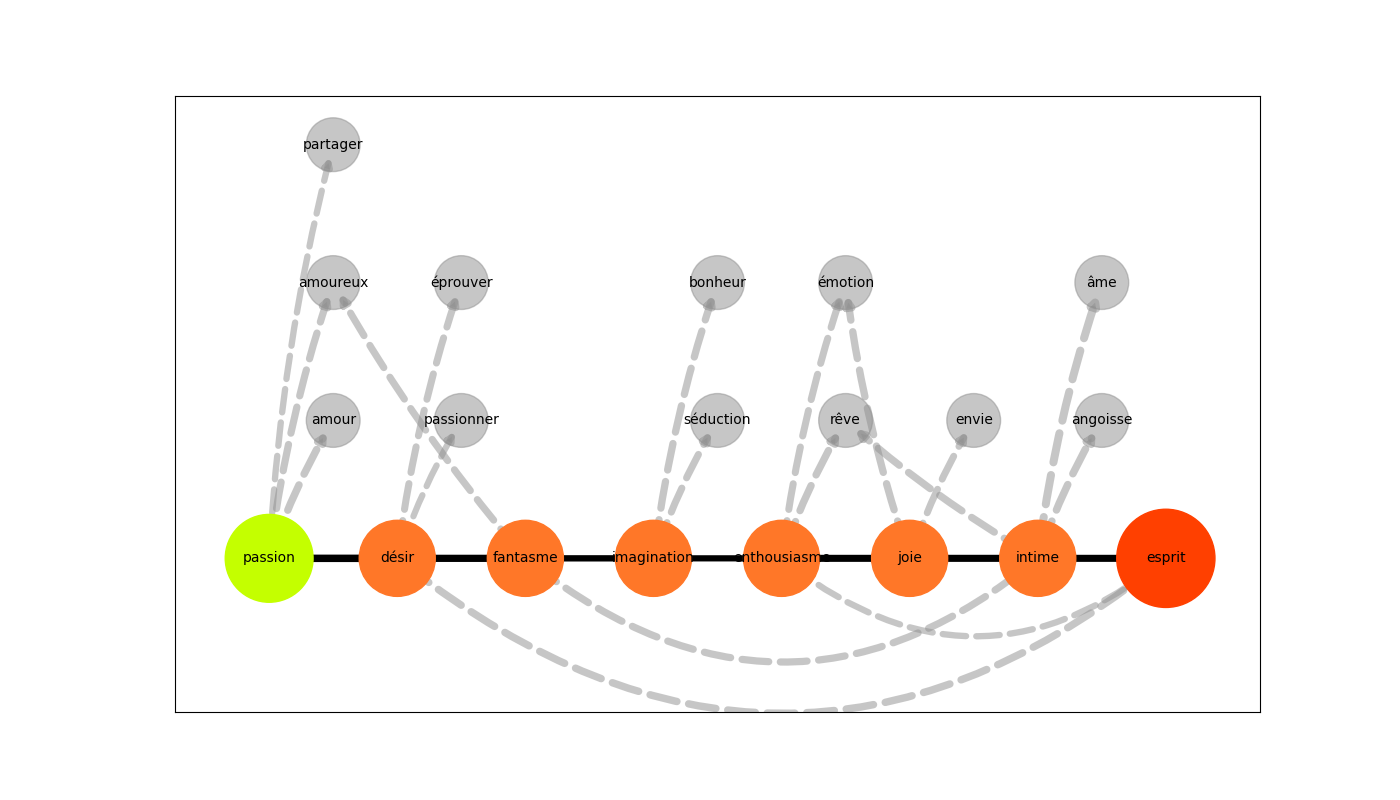 partager
amoureux
éprouver
bonheur
émotion
âme
amour
passionner
séduction
rêve
envie
angoisse
passion
désir
fantasme
imagination
enthousiasme
joie
intime
esprit